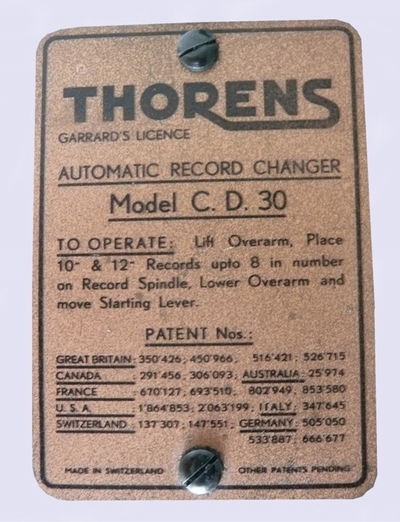 THORENS
GARRARD'S LICENCE
AUTOMATIC RECORD CHANGER
Model C. D. 30
TO OPERATE: Lift Overarm, Place
10" & 12" Records upto 8 in number
on Record Spindle, Lower Overarm and
move Starting Lever.
PATENT Nos.:
GREAT BRITAIN: 350'426; 450'966, 516'421; 526'715
CANADA : 291'456, 306'093; AUSTRALIA: 25'974
FRANCE : 670'127, 693'510, 802'949, 853'580
U. S. A. : 1'864'853; 2'063'199; ITALY: 347'645
SWITZERLAND: 137'307; 147'551; GERMANY: 505'050
533'887; 666'677
MADE IN SWITZERLAND OTHER PATENTS PENDING